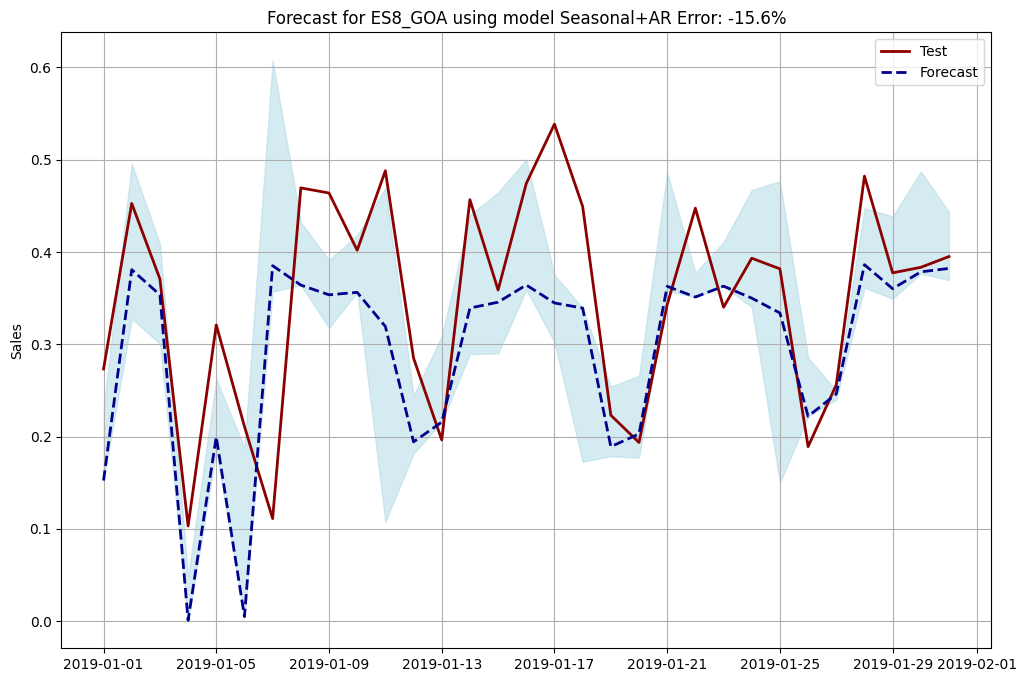 Forecast for ES8_GOA using model Seasonal+AR Error: -15.6%
Test
Forecast
0.6
0.5
0.4
0.3
0.2
0.1
0.0
Sales
2019-01-01 2019-01-05 2019-01-09 2019-01-13 2019-01-17 2019-01-21 2019-01-25 2019-01-29 2019-02-01